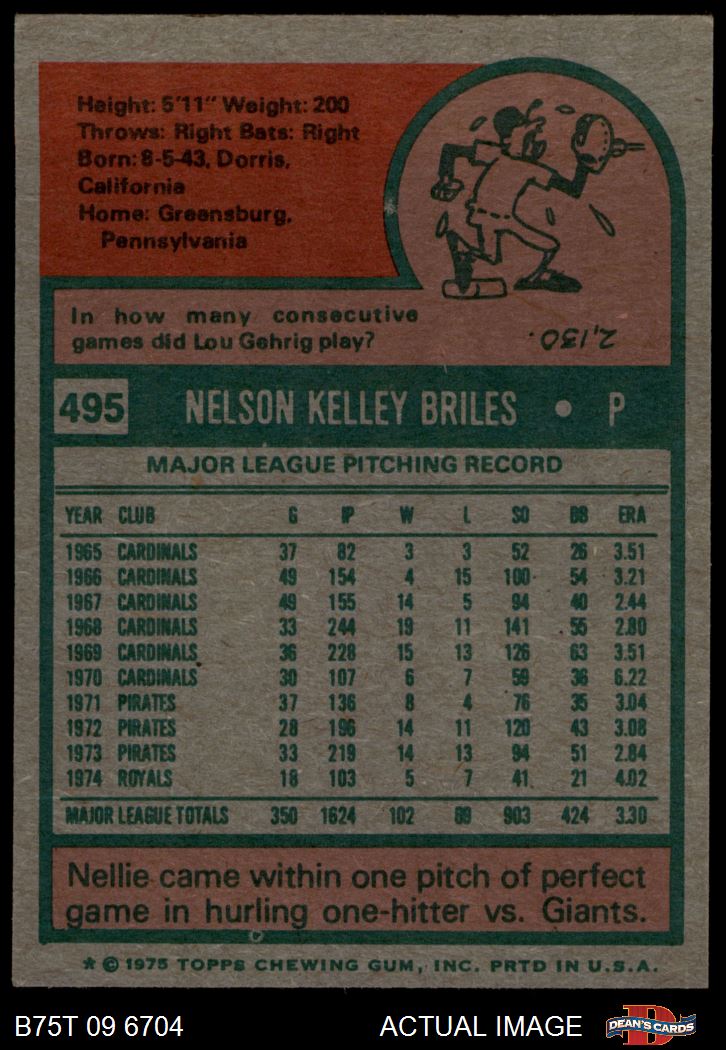 Height: 5'11" Weight: 200
Throws: Right Bats: Right
Born: 8-5-43, Dorris,
California
Home: Greensburg,
Pennsylvania
In how many consecutive
games did Lou Gehrig play?
2,130.
495 NELSON KELLEY BRILES • P
MAJOR LEAGUE PITCHING RECORD
YEAR CLUB G IP W L SO BB ERA
1965 CARDINALS 37 82 3 3 52 26 3.51
1966 CARDINALS 49 154 4 15 100 54 3.21
1967 CARDINALS 49 155 14 5 94 40 2.44
1968 CARDINALS 33 244 19 11 141 55 2.80
1969 CARDINALS 36 228 15 13 126 63 3.51
1970 CARDINALS 30 107 6 7 59 36 6.22
1971 PIRATES 37 136 8 4 76 35 3.04
1972 PIRATES 28 196 14 11 120 43 3.08
1973 PIRATES 33 219 14 13 94 51 2.84
1974 ROYALS 18 103 5 7 41 21 4.02
MAJOR LEAGUE TOTALS 350 1624 102 89 903 424 3.30
Nellie came within one pitch of perfect
game in hurling one-hitter vs. Giants.
* © 1975 TOPPS CHEWING GUM, INC. PRTD IN U.S.A.
B75T 09 6704 ACTUAL IMAGE DEAN'S CARDS